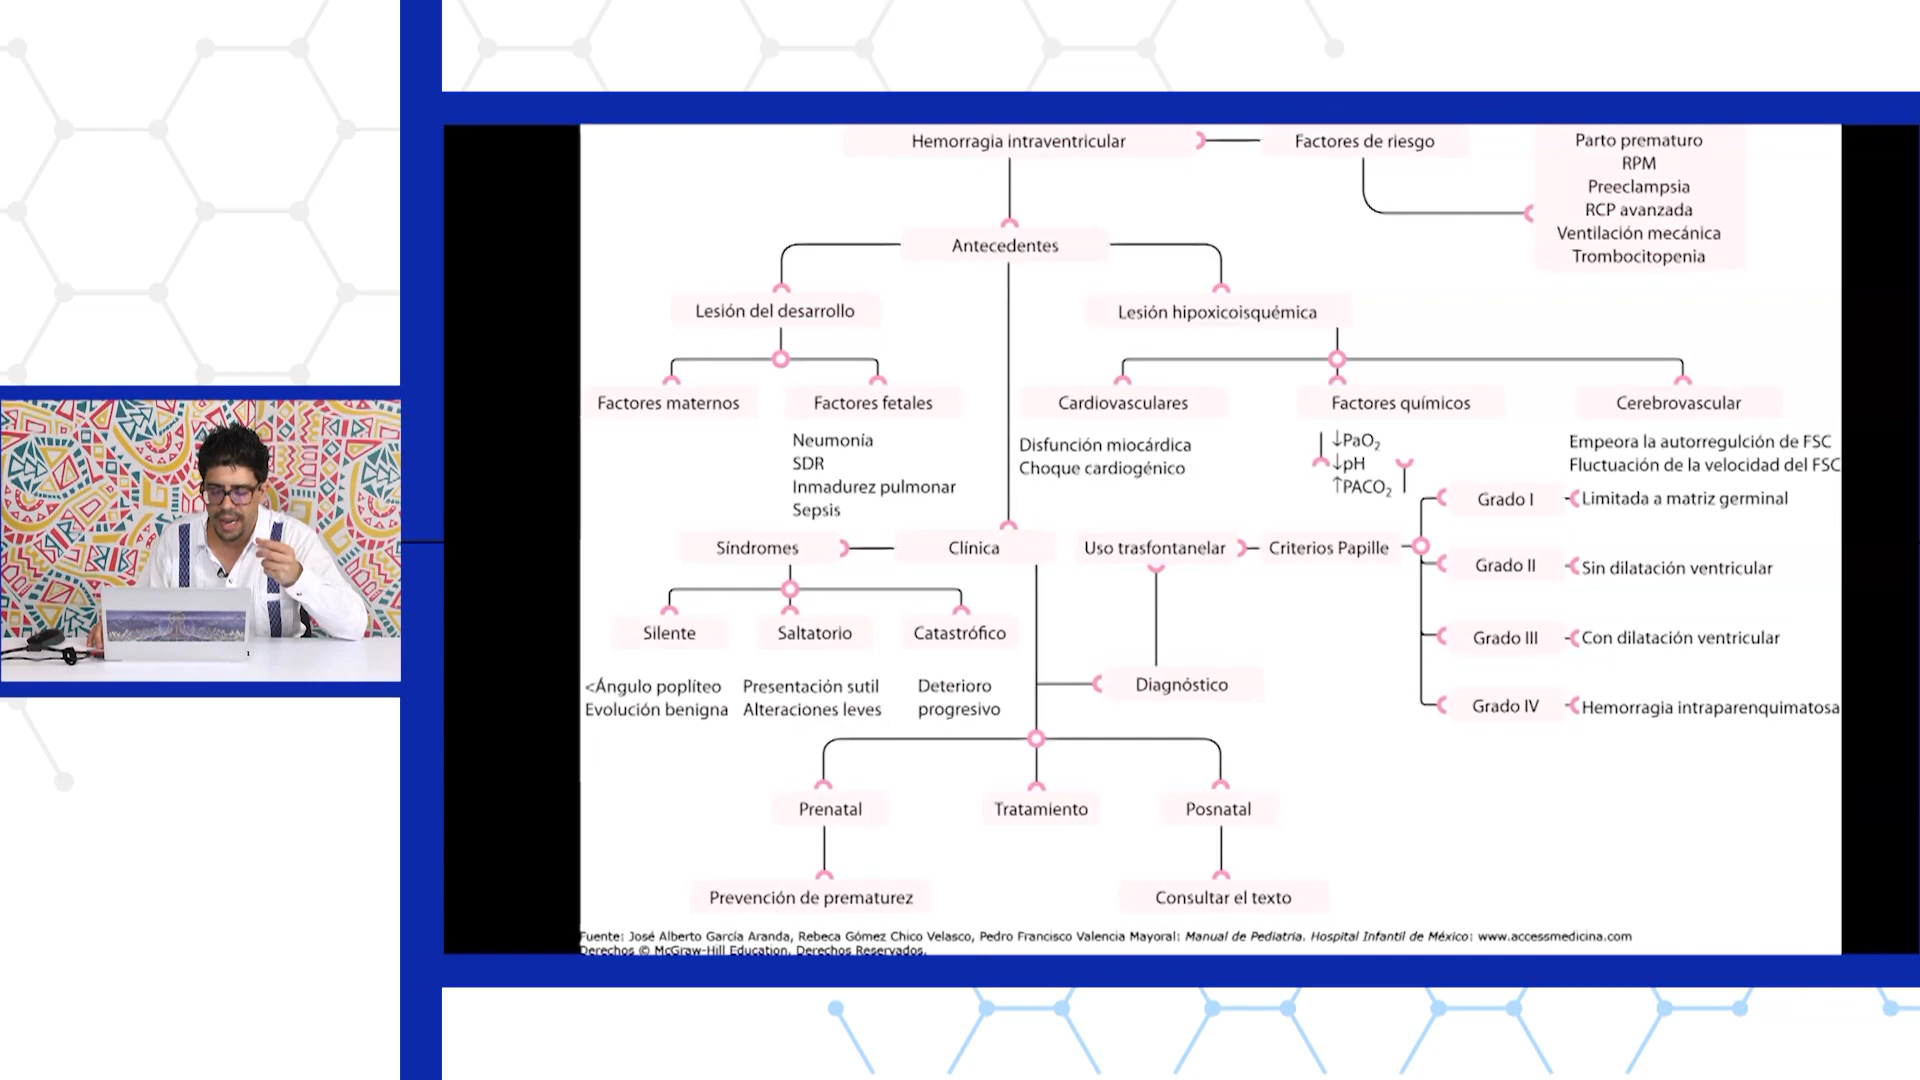 Hemorragia intraventricular
Factores de riesgo
Parto prematuro
RPM
Preeclampsia
RCP avanzada
Ventilación mecánica
Trombocitopenia
Antecedentes
Lesión del desarrollo
Lesión hipoxicoisquémica
Factores maternos
Factores fetales
Cardiovasculares
Factores químicos
Cerebrovascular
Neumonía
SDR
Inmadurez pulmonar
Sepsis
Disfunción miocárdica
Choque cardiogénico
↓PaO₂
↓pH
↑PACO₂
Empeora la autorregulción de FSC
Fluctuación de la velocidad del FSC
Síndromes
Clínica
Uso trasfontanelar
Criterios Papille
Grado I
Limitada a matriz germinal
Grado II
Sin dilatación ventricular
Grado III
Con dilatación ventricular
Grado IV
Hemorragia intraparenquimatosa
Silente
Saltatorio
Catastrófico
<Ángulo poplíteo
Evolución benigna
Presentación sutil
Alteraciones leves
Deterioro
progresivo
Diagnóstico
Prenatal
Tratamiento
Posnatal
Prevención de prematurez
Consultar el texto
Fuente: José Alberto García Aranda, Rebeca Gómez Chico Velasco, Pedro Francisco Valencia Mayoral: Manual de Pediatria. Hospital Infantil de México: www.accessmedicina.com
Derechos © McGraw-Hill Education. Derechos Reservados.